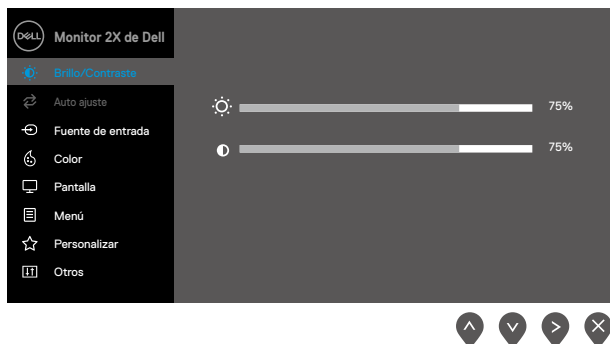 DELL
Monitor 2X de Dell
Brillo/Contraste
Auto ajuste
Fuente de entrada
Color
Pantalla
Menú
Personalizar
Otros
75%
75%